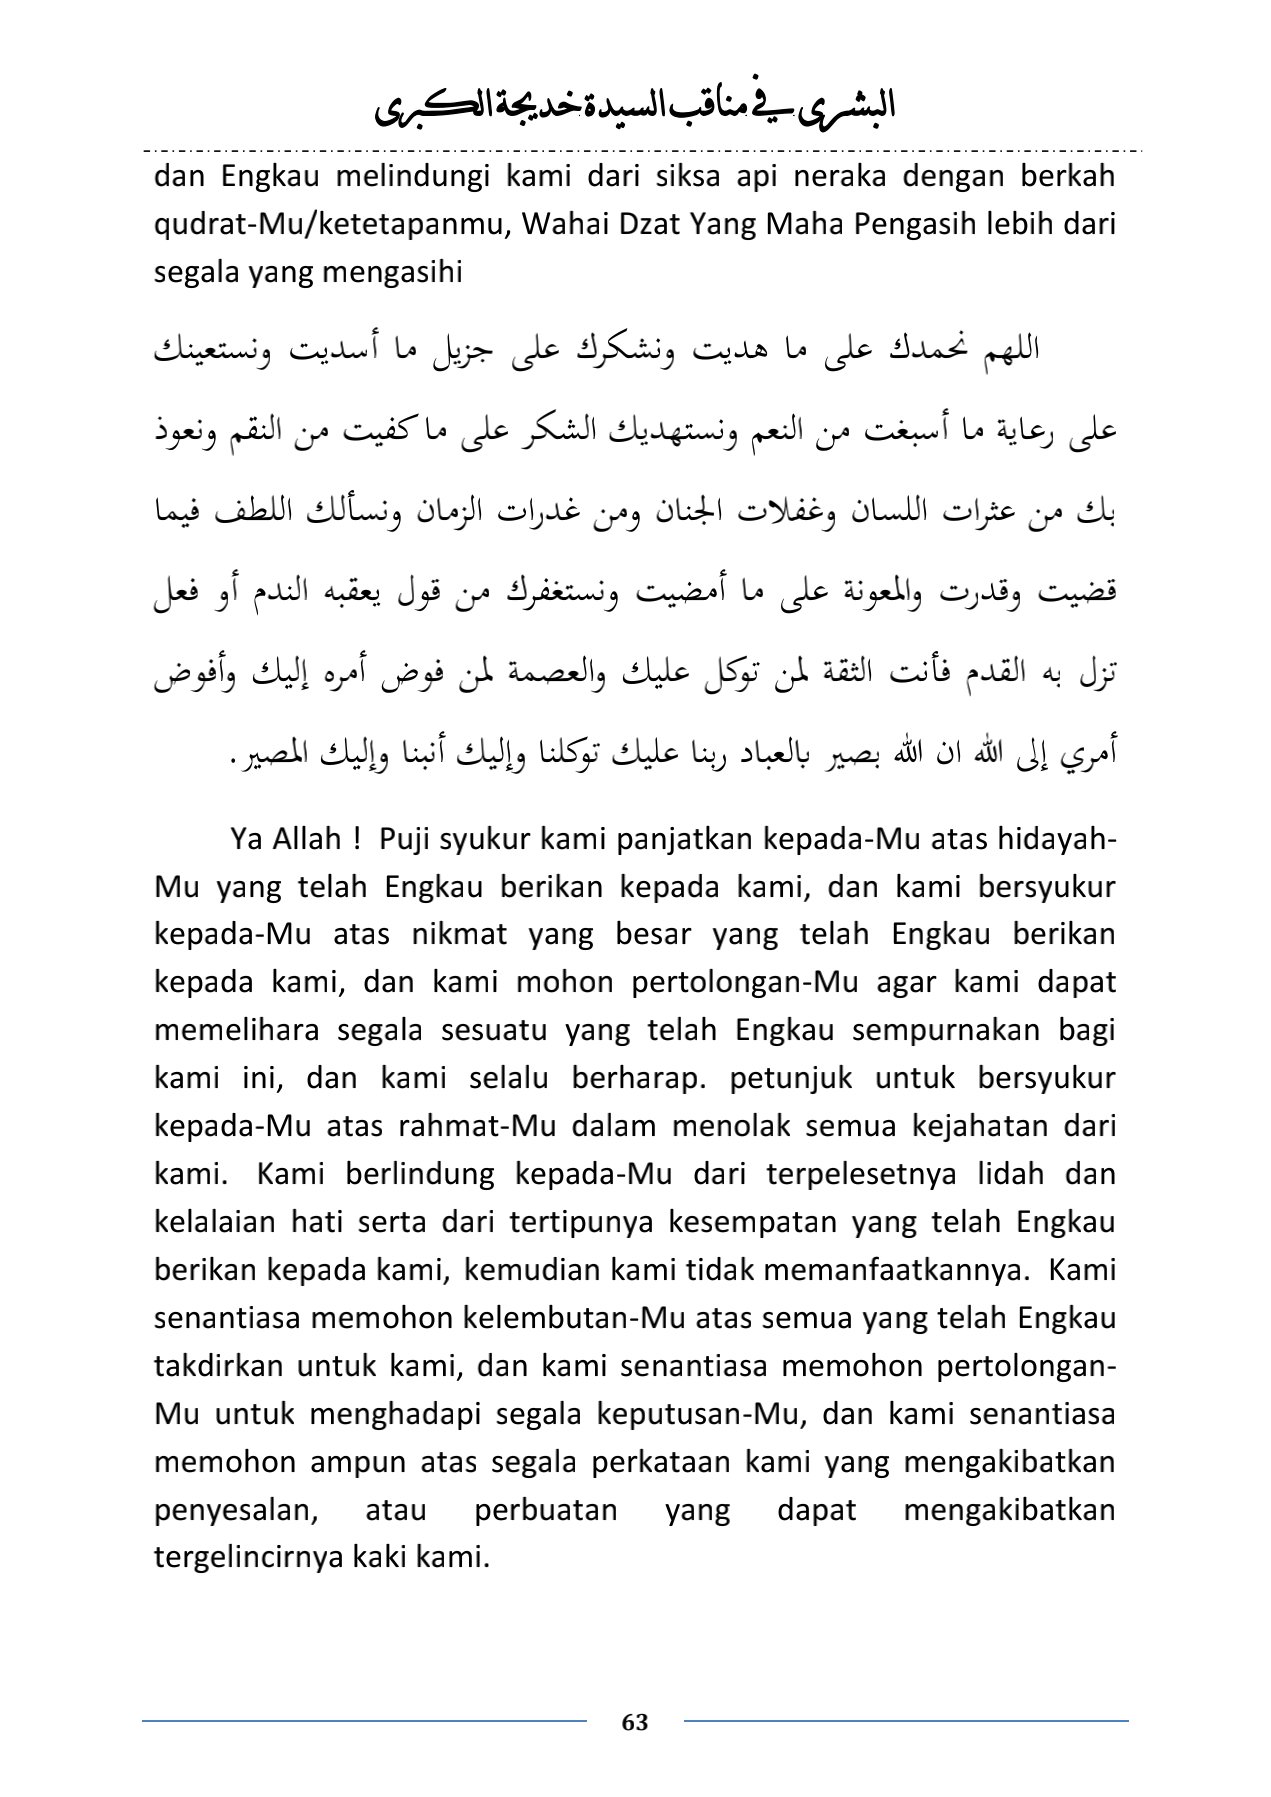 البشرى في مناقب السيدة خديجة الكبرى
dan Engkau melindungi kami dari siksa api neraka dengan berkah
qudrat-Mu/ketetapanmu, Wahai Dzat Yang Maha Pengasih lebih dari
segala yang mengasihi
اللهم نحمدك على ما هديت ونشكرك على جزيل ما أسديت ونستعينك
على رعاية ما أسبغت من النعم ونستهديك الشكر على ما كفيت من النقم ونعوذ
بك من عثرات اللسان وغفلات الجنان ومن غدرات الزمان ونسألك اللطف فيما
قضيت وقدرت والمعونة على ما أمضيت ونستغفرك من قول يعقبه الندم أو فعل
تزل به القدم فأنت الثقة لمن توكل عليك والعصمة لمن فوض أمره إليك وأفوض
أمري إلى الله ان الله بصير بالعباد ربنا عليك توكلنا وإليك أنبنا وإليك المصير.
Ya Allah ! Puji syukur kami panjatkan kepada-Mu atas hidayah-
Mu yang telah Engkau berikan kepada kami, dan kami bersyukur
kepada-Mu atas nikmat yang besar yang telah Engkau berikan
kepada kami, dan kami mohon pertolongan-Mu agar kami dapat
memelihara segala sesuatu yang telah Engkau sempurnakan bagi
kami ini, dan kami selalu berharap. petunjuk untuk bersyukur
kepada-Mu atas rahmat-Mu dalam menolak semua kejahatan dari
kami. Kami berlindung kepada-Mu dari terpelesetnya lidah dan
kelalaian hati serta dari tertipunya kesempatan yang telah Engkau
berikan kepada kami, kemudian kami tidak memanfaatkannya. Kami
senantiasa memohon kelembutan-Mu atas semua yang telah Engkau
takdirkan untuk kami, dan kami senantiasa memohon pertolongan-
Mu untuk menghadapi segala keputusan-Mu, dan kami senantiasa
memohon ampun atas segala perkataan kami yang mengakibatkan
penyesalan, atau perbuatan yang dapat mengakibatkan
tergelincirnya kaki kami.
63